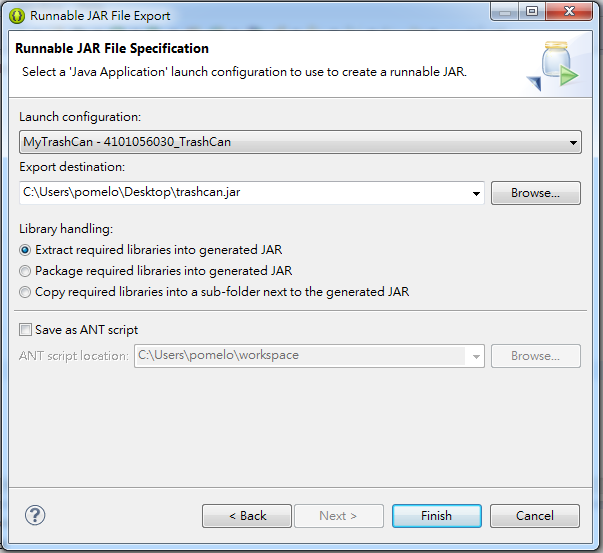 Runnable JAR File Export
Runnable JAR File Specification
Select a 'Java Application' launch configuration to use to create a runnable JAR.
Launch configuration:
MyTrashCan - 4101056030_TrashCan
Export destination:
C:\Users\pomelo\Desktop\trashcan.jar
Browse...
Library handling:
Extract required libraries into generated JAR
Package required libraries into generated JAR
Copy required libraries into a sub-folder next to the generated JAR
Save as ANT script
ANT script location: C:\Users\pomelo\workspace Browse...
? < Back Next > Finish Cancel